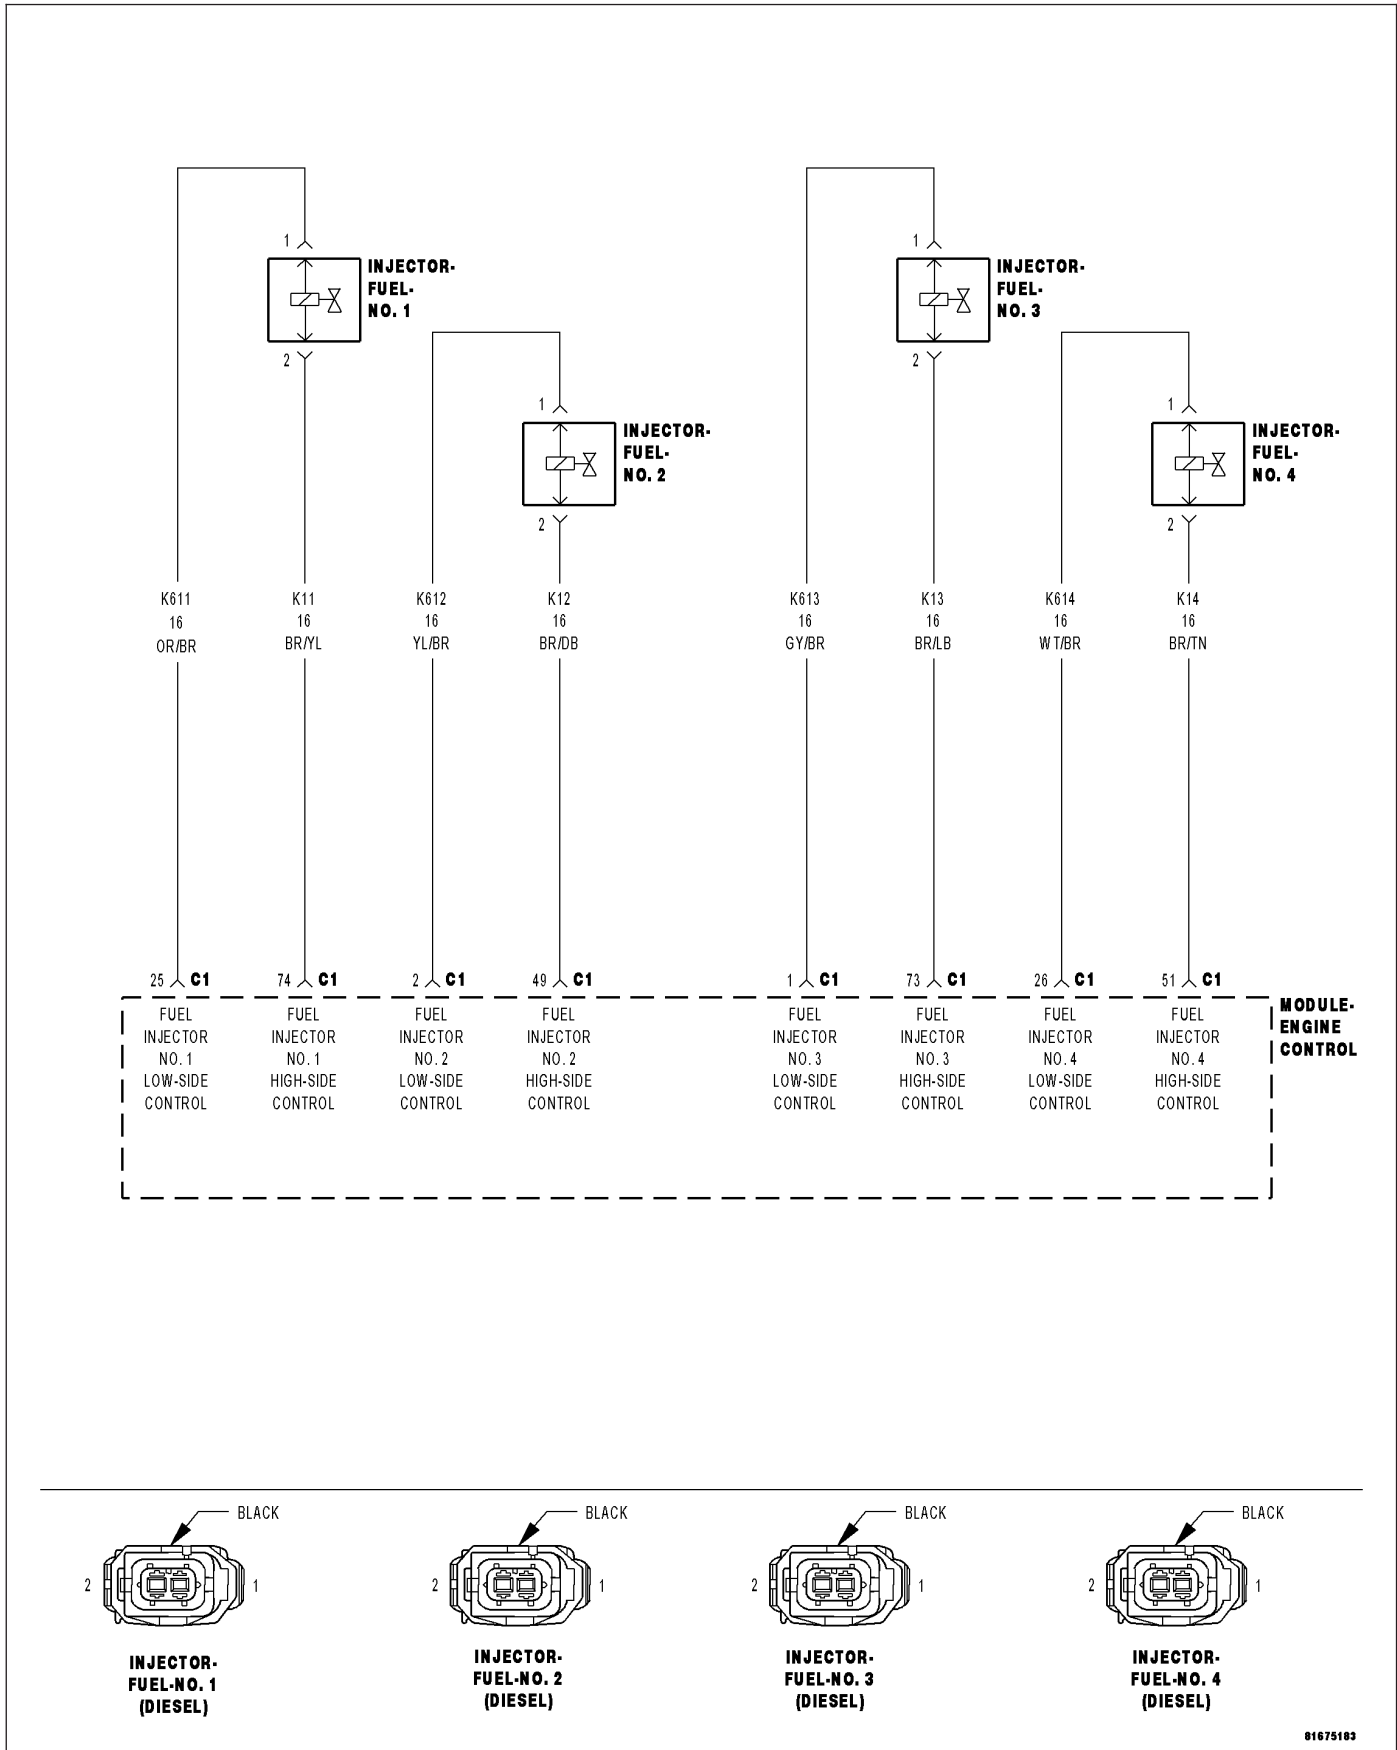 1
INJECTOR-
FUEL-
NO. 1
2
1
INJECTOR-
FUEL-
NO. 2
2
1
INJECTOR-
FUEL-
NO. 3
2
1
INJECTOR-
FUEL-
NO. 4
2
K611
16
OR/BR
K11
16
BR/YL
K612
16
YL/BR
K12
16
BR/DB
K613
16
GY/BR
K13
16
BR/LB
K614
16
WT/BR
K14
16
BR/TN
25 C1
74 C1
2 C1
49 C1
1 C1
73 C1
26 C1
51 C1
FUEL
INJECTOR
NO. 1
LOW-SIDE
CONTROL
FUEL
INJECTOR
NO. 1
HIGH-SIDE
CONTROL
FUEL
INJECTOR
NO. 2
LOW-SIDE
CONTROL
FUEL
INJECTOR
NO. 2
HIGH-SIDE
CONTROL
FUEL
INJECTOR
NO. 3
LOW-SIDE
CONTROL
FUEL
INJECTOR
NO. 3
HIGH-SIDE
CONTROL
FUEL
INJECTOR
NO. 4
LOW-SIDE
CONTROL
FUEL
INJECTOR
NO. 4
HIGH-SIDE
CONTROL
MODULE-
ENGINE
CONTROL
BLACK
2
1
INJECTOR-
FUEL-NO. 1
(DIESEL)
BLACK
2
1
INJECTOR-
FUEL-NO. 2
(DIESEL)
BLACK
2
1
INJECTOR-
FUEL-NO. 3
(DIESEL)
BLACK
2
1
INJECTOR-
FUEL-NO. 4
(DIESEL)
81675183